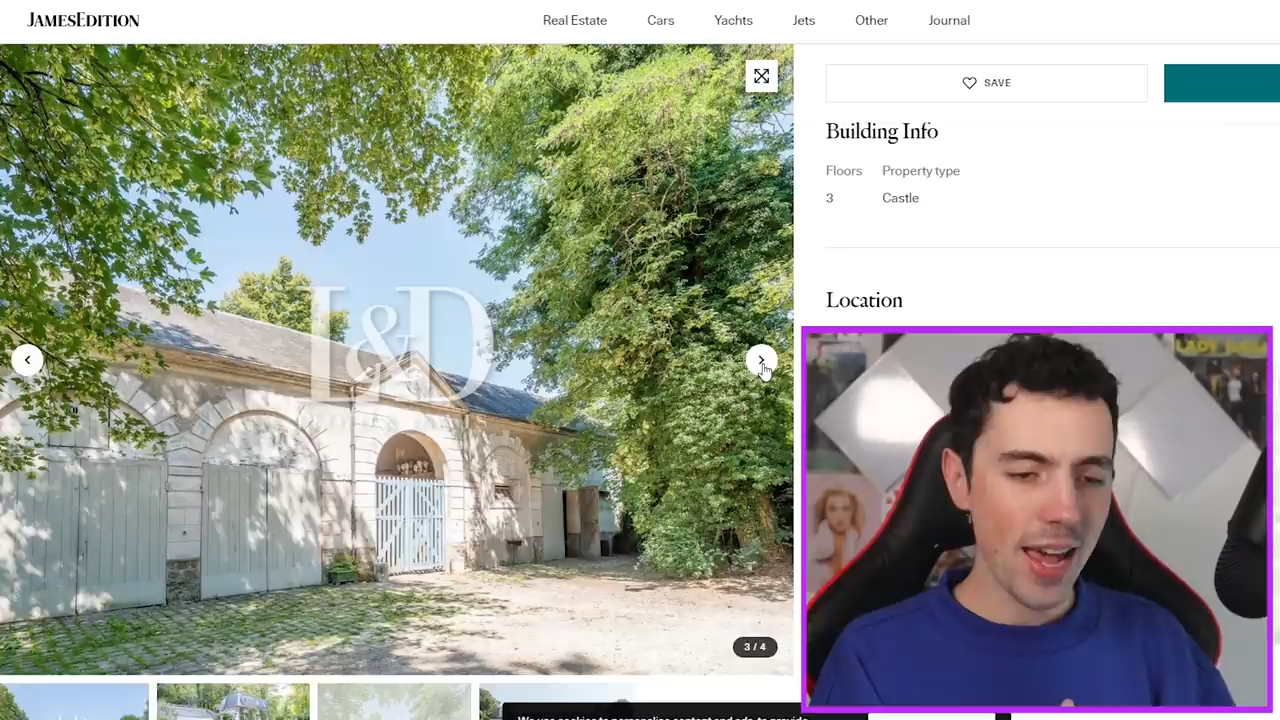 JAMESEDITION
Real Estate Cars Yachts Jets Other Journal
SAVE
Building Info
Floors Property type
3 Castle
Location
L&D
3 / 4